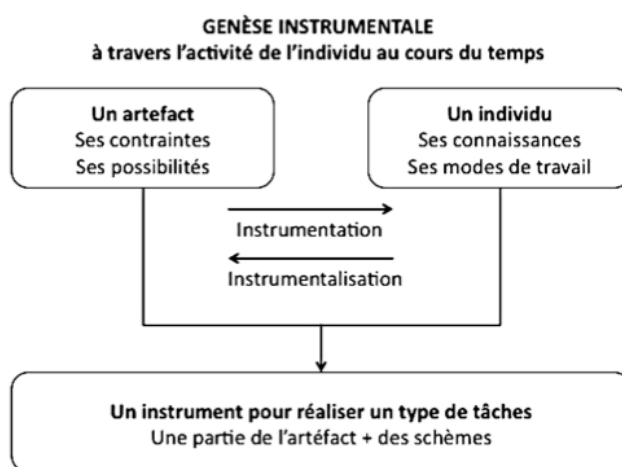 GENÈSE INSTRUMENTALE
à travers l'activité de l'individu au cours du temps
Un artefact
Ses contraintes
Ses possibilités
Un individu
Ses connaissances
Ses modes de travail
Instrumentation
Instrumentalisation
Un instrument pour réaliser un type de tâches
Une partie de l'artéfact + des schèmes